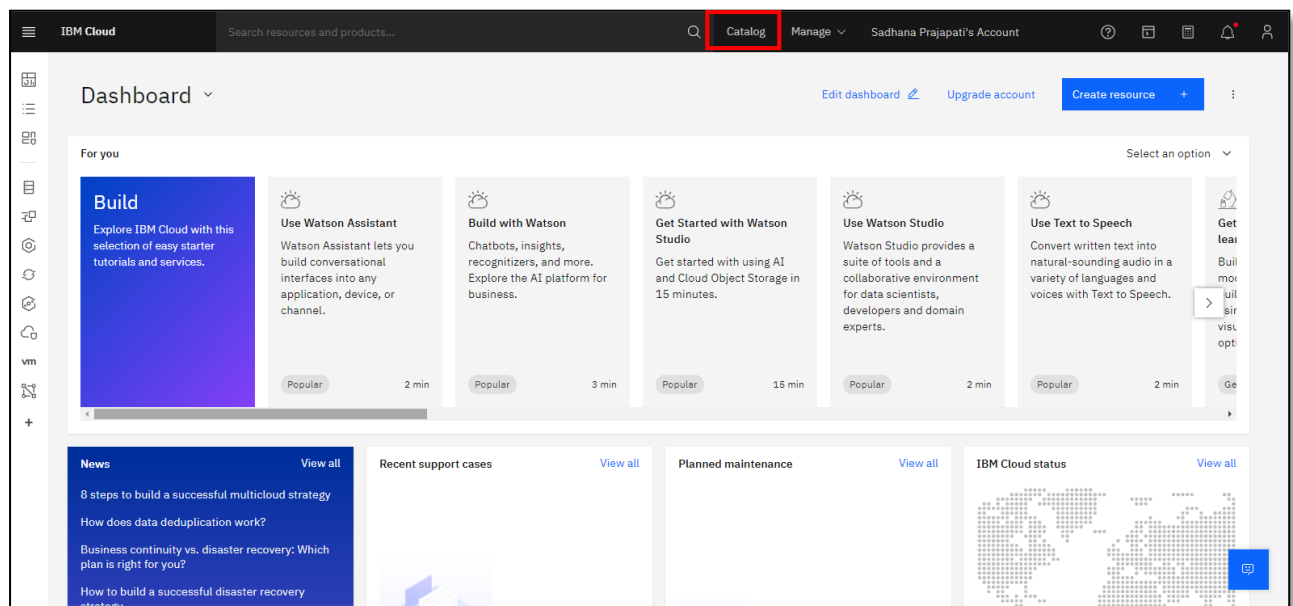 IBM Cloud
Search resources and products...
Catalog
Manage
Sadhana Prajapati's Account
Dashboard
Edit dashboard
Upgrade account
Create resource +
For you
Select an option
Build
Explore IBM Cloud with this
selection of easy starter
tutorials and services.
Use Watson Assistant
Watson Assistant lets you
build conversational
interfaces into any
application, device, or
channel.
Popular
2 min
Build with Watson
Chatbots, insights,
recognitizers, and more.
Explore the AI platform for
business.
Popular
3 min
Get Started with Watson
Studio
Get started with using AI
and Cloud Object Storage in
15 minutes.
Popular
15 min
Use Watson Studio
Watson Studio provides a
suite of tools and a
collaborative environment
for data scientists,
developers and domain
experts.
Popular
2 min
Use Text to Speech
Convert written text into
natural-sounding audio in a
variety of languages and
voices with Text to Speech.
Popular
2 min
Get
lear
Buil
opti
Ge
vm
News
View all
8 steps to build a successful multicloud strategy
How does data deduplication work?
Business continuity vs. disaster recovery: Which
plan is right for you?
How to build a successful disaster recovery
strategy
Recent support cases
View all
Planned maintenance
View all
IBM Cloud status
View all